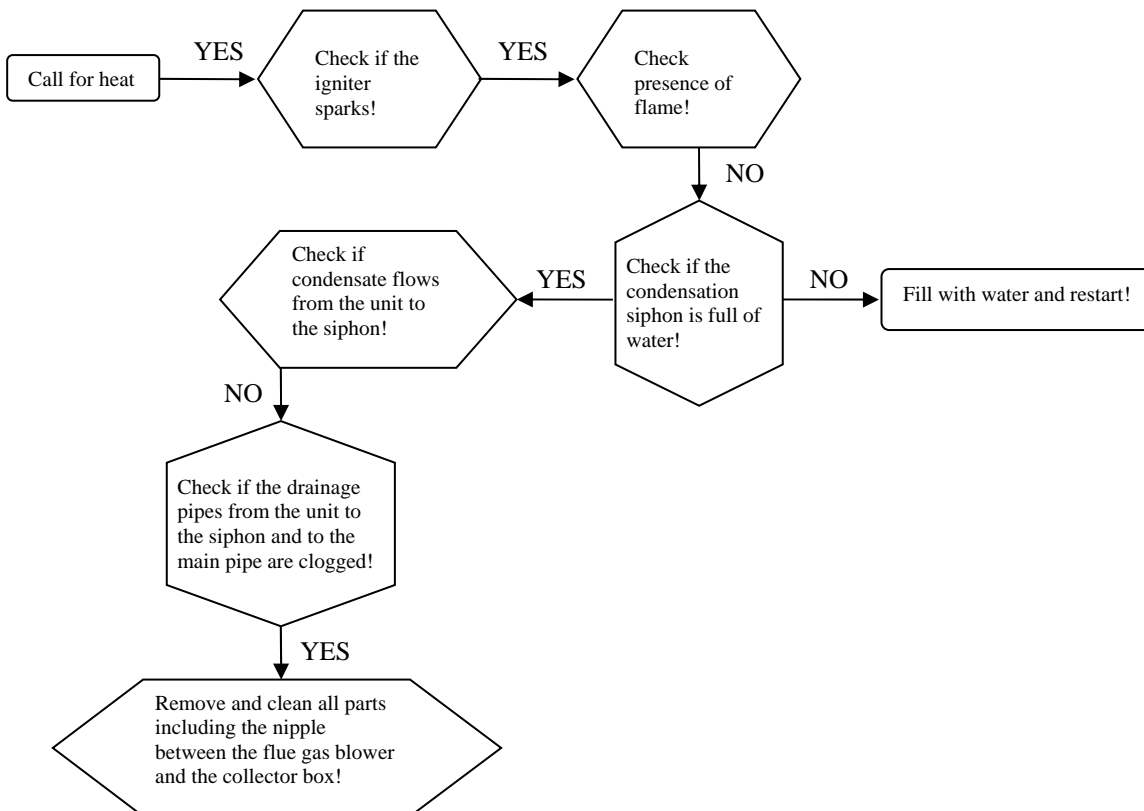 Call for heat
YES
Check if the
igniter
sparks!
YES
Check
presence of
flame!
NO
Check if the
condensation
siphon is full of
water!
NO
Fill with water and restart!
YES
Check if
condensate flows
from the unit to
the siphon!
NO
Check if the drainage
pipes from the unit to
the siphon and to the
main pipe are clogged!
YES
Remove and clean all parts
including the nipple
between the flue gas blower
and the collector box!